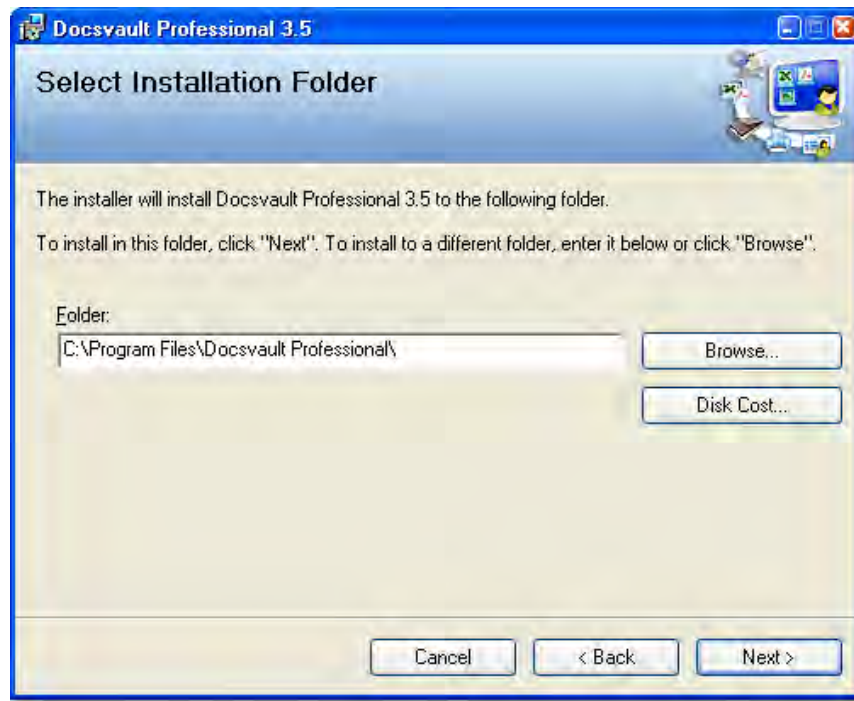 Docsvault Professional 3.5
Select Installation Folder
The installer will install Docsvault Professional 3.5 to the following folder.
To install in this folder, click "Next". To install to a different folder, enter it below or click "Browse".
Folder:
C:\Program Files\Docsvault Professional\
Browse...
Disk Cost...
Cancel
< Back
Next >